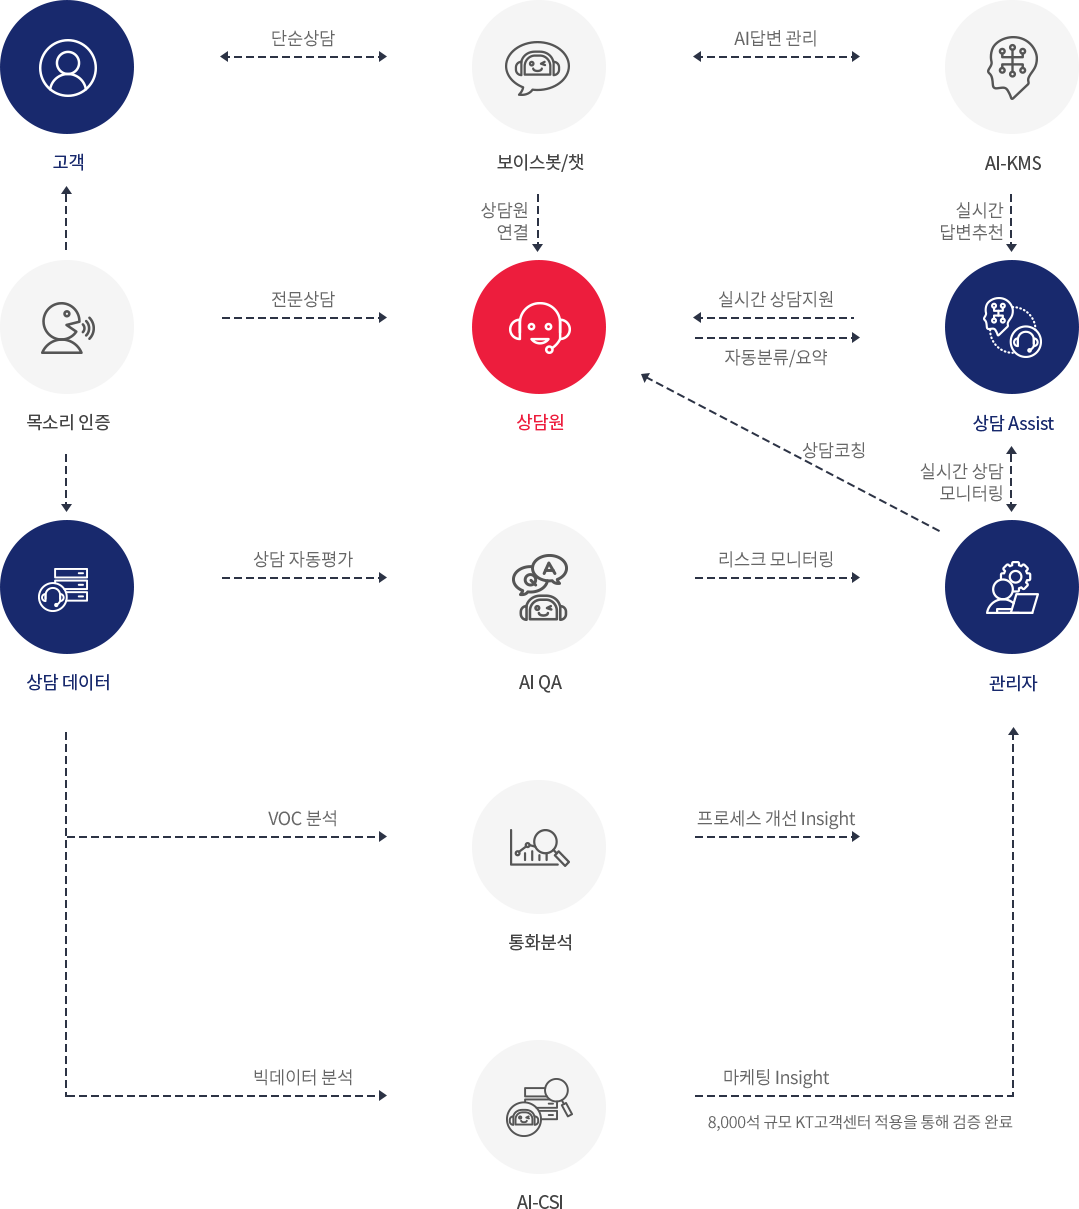 단순상담
AI답변 관리
고객
보이스봇/챗
AI-KMS
상담원
연결
실시간
답변추천
전문상담
실시간 상담지원
자동분류/요약
목소리 인증
상담원
상담 Assist
상담코칭
실시간 상담
모니터링
상담 자동평가
리스크 모니터링
상담 데이터
AI QA
관리자
VOC 분석
프로세스 개선 Insight
통화분석
빅데이터 분석
마케팅 Insight
8,000석 규모 KT고객센터 적용을 통해 검증 완료
AI-CSI